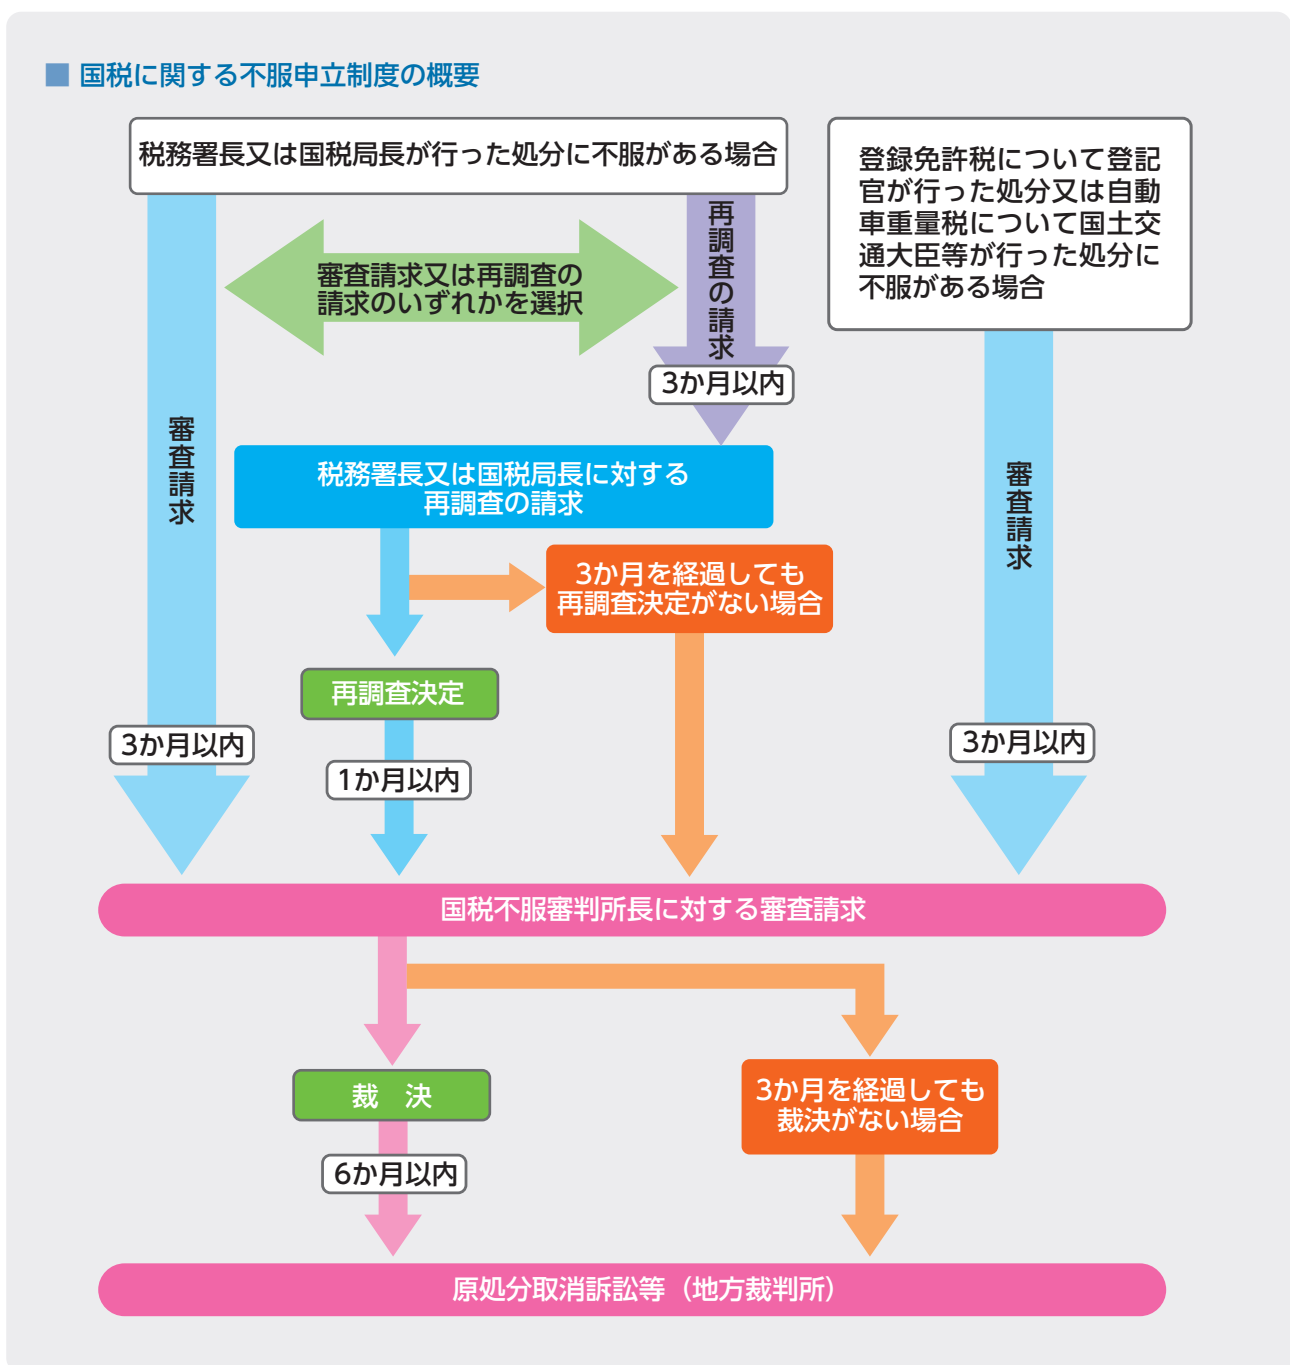 国税に関する不服申立制度の概要
税務署長又は国税局長が行った処分に不服がある場合
登録免許税について登記
官が行った処分又は自動
車重量税について国土交
通大臣等が行った処分に
不服がある場合
審査請求又は再調査の
請求のいずれかを選択
再調査の請求
3か月以内
審査請求
税務署長又は国税局長に対する
再調査の請求
審査請求
3か月を経過しても
再調査決定がない場合
再調査決定
3か月以内
1か月以内
3か月以内
国税不服審判所長に対する審査請求
裁　決
3か月を経過しても
裁決がない場合
6か月以内
原処分取消訴訟等（地方裁判所）